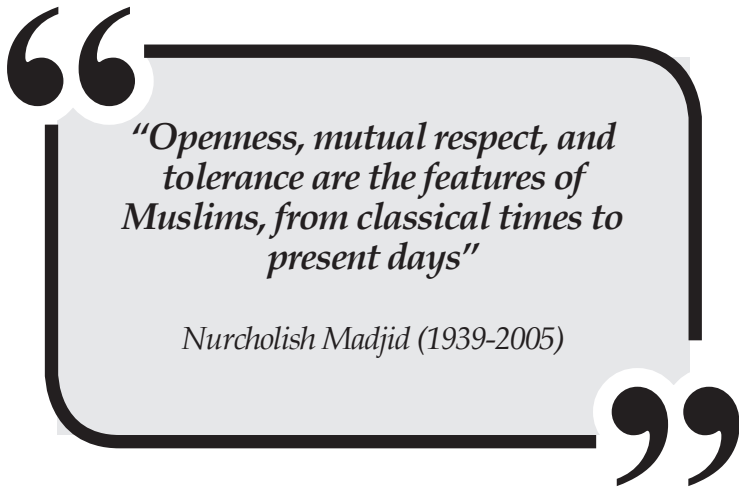 “Openness, mutual respect, and
tolerance are the features of
Muslims, from classical times to
present days”
Nurcholish Madjid (1939-2005)